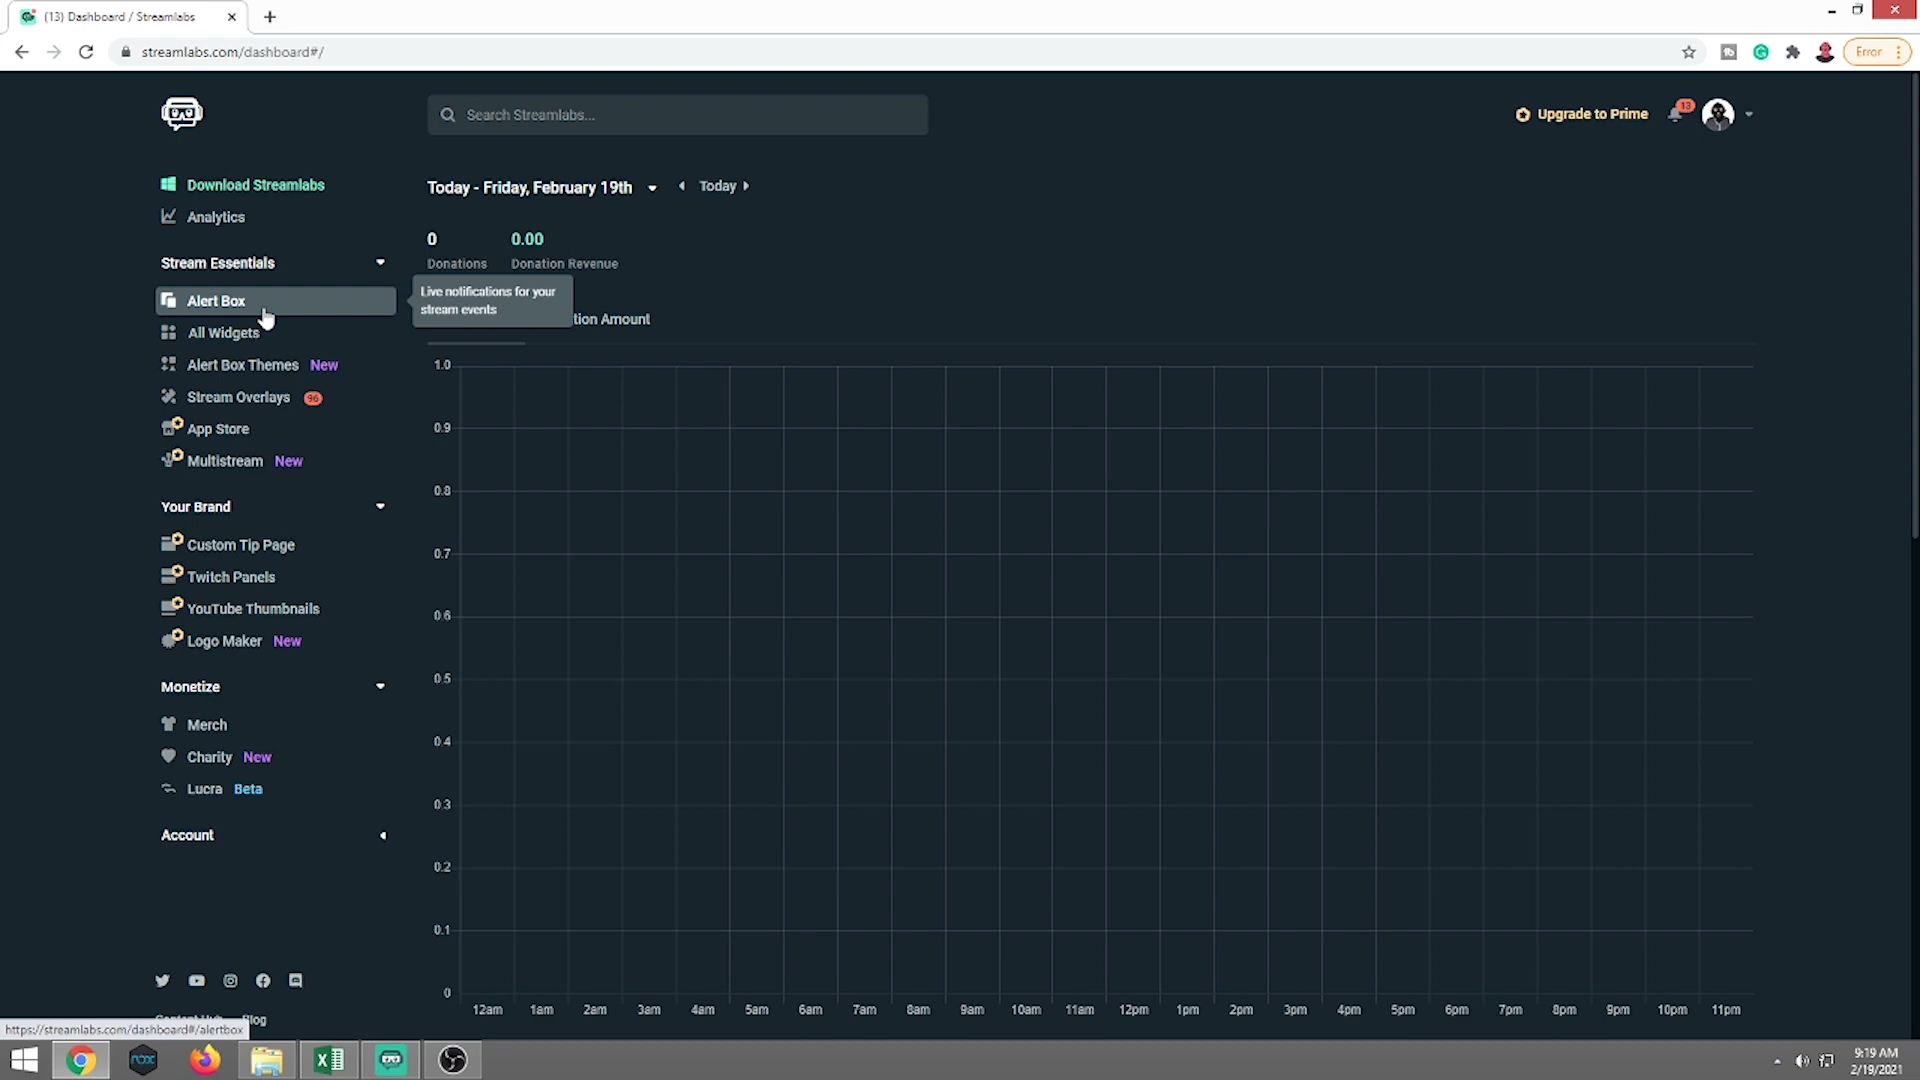 (13) Dashboard / Streamlabs
streamlabs.com/dashboard#/
Error
Search Streamlabs...
Upgrade to Prime
13
Download Streamlabs
Analytics
Stream Essentials
Alert Box
All Widgets
Alert Box Themes New
Stream Overlays 96
App Store
Multistream New
Your Brand
Custom Tip Page
Twitch Panels
YouTube Thumbnails
Logo Maker New
Monetize
Merch
Charity New
Lucra Beta
Account
Blog
https://streamlabs.com/dashboard#/alertbox
Today - Friday, February 19th
Today
0
Donations
0.00
Donation Revenue
Live notifications for your
stream events
tion Amount
1.0
0.9
0.8
0.7
0.6
0.5
0.4
0.3
0.2
0.1
0
12am 1am 2am 3am 4am 5am 6am 7am 8am 9am 10am 11am 12pm 1pm 2pm 3pm 4pm 5pm 6pm 7pm 8pm 9pm 10pm 11pm
nox
9:19 AM
2/19/2021